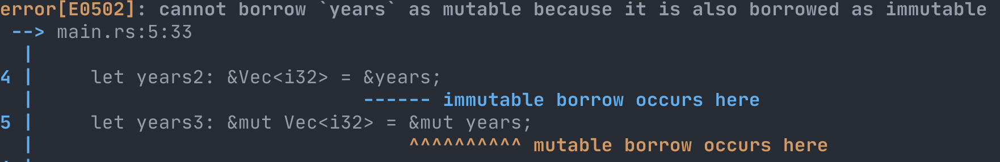 error[E0502]: cannot borrow `years` as mutable because it is also borrowed as immutable
 --> main.rs:5:33
  |
4 |     let years2: &Vec<i32> = &years;
  |                             ------ immutable borrow occurs here
5 |     let years3: &mut Vec<i32> = &mut years;
  |                                 ^^^^^^^^^^ mutable borrow occurs here